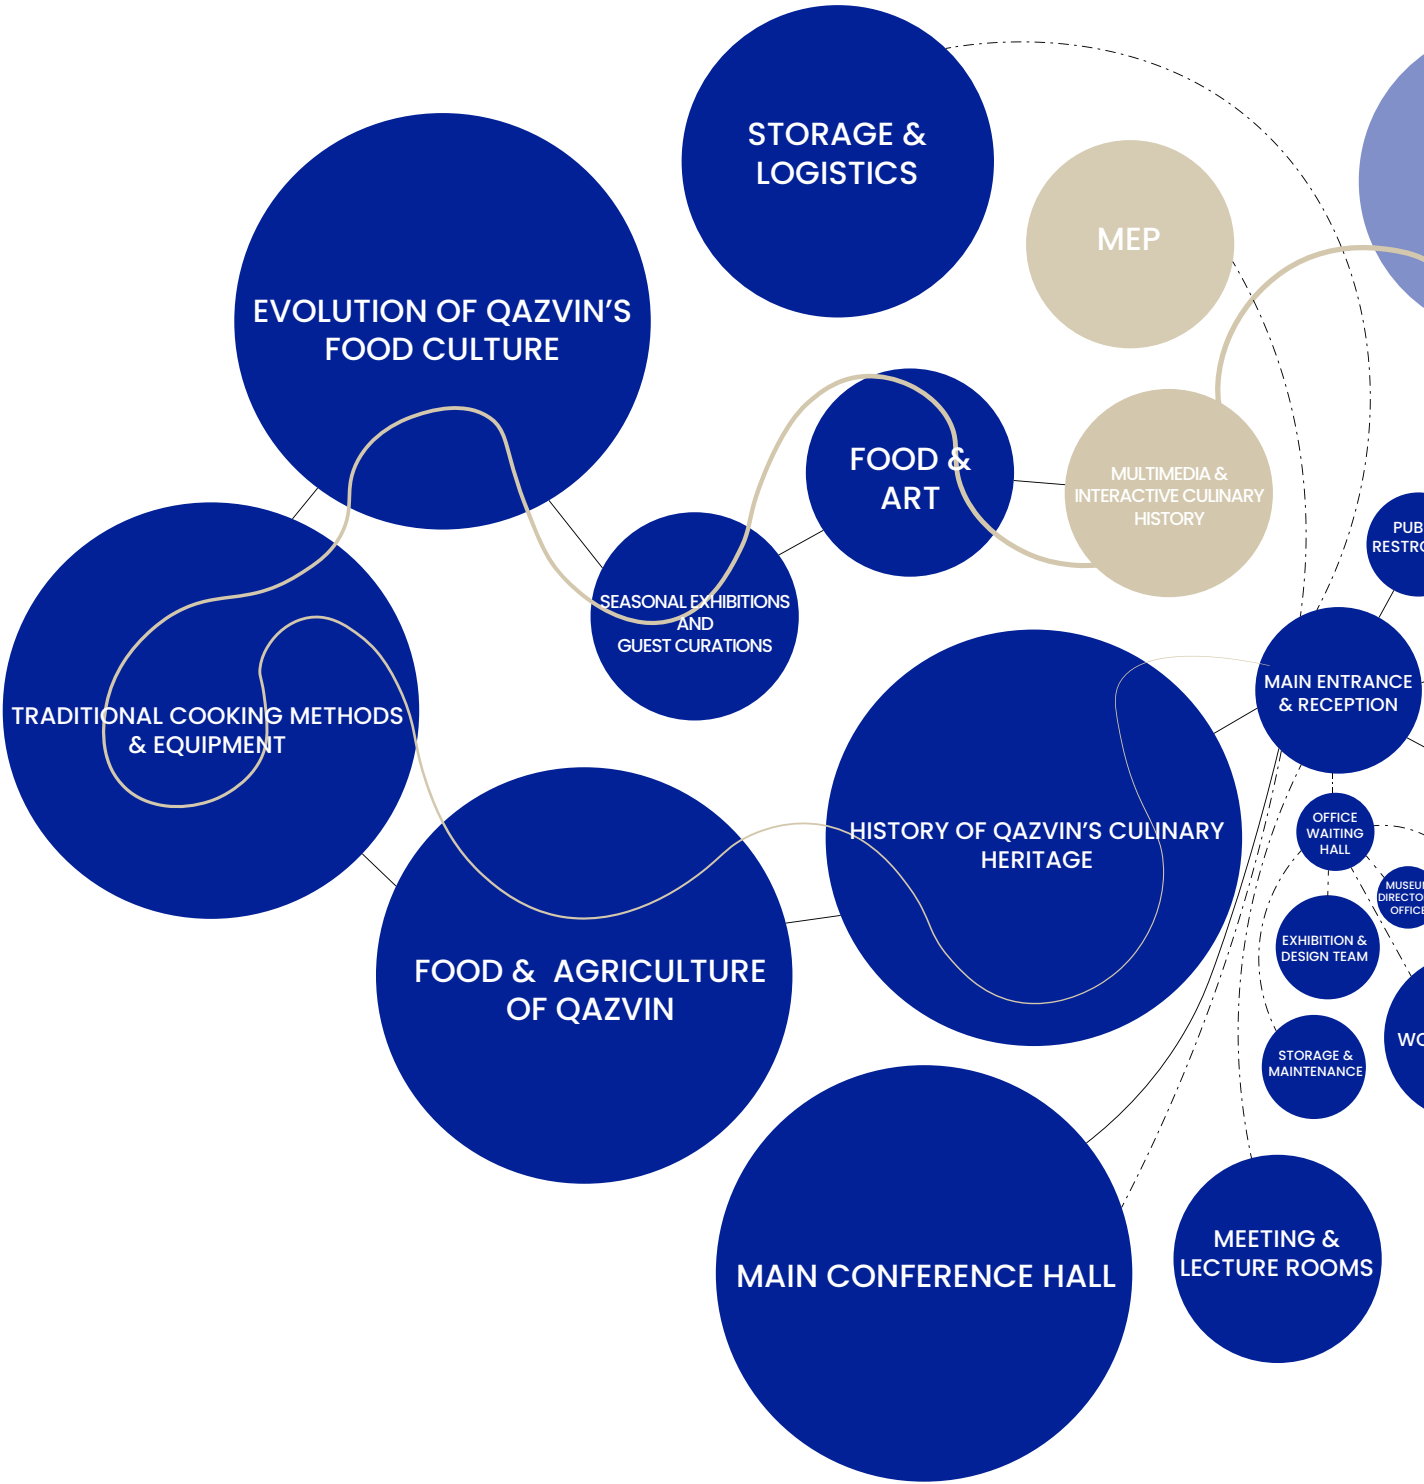 STORAGE &
LOGISTICS
MEP
EVOLUTION OF QAZVIN’S
FOOD CULTURE
FOOD &
ART
MULTIMEDIA &
INTERACTIVE CULINARY
HISTORY
SEASONAL EXHIBITIONS
AND
GUEST CURATIONS
TRADITIONAL COOKING METHODS
& EQUIPMENT
MAIN ENTRANCE
& RECEPTION
HISTORY OF QAZVIN’S CULINARY
HERITAGE
OFFICE
WAITING
HALL
OFFICE
EXHIBITION &
DESIGN TEAM
FOOD &  AGRICULTURE
OF QAZVIN
STORAGE &
MAINTENANCE
MEETING &
LECTURE ROOMS
MAIN CONFERENCE HALL